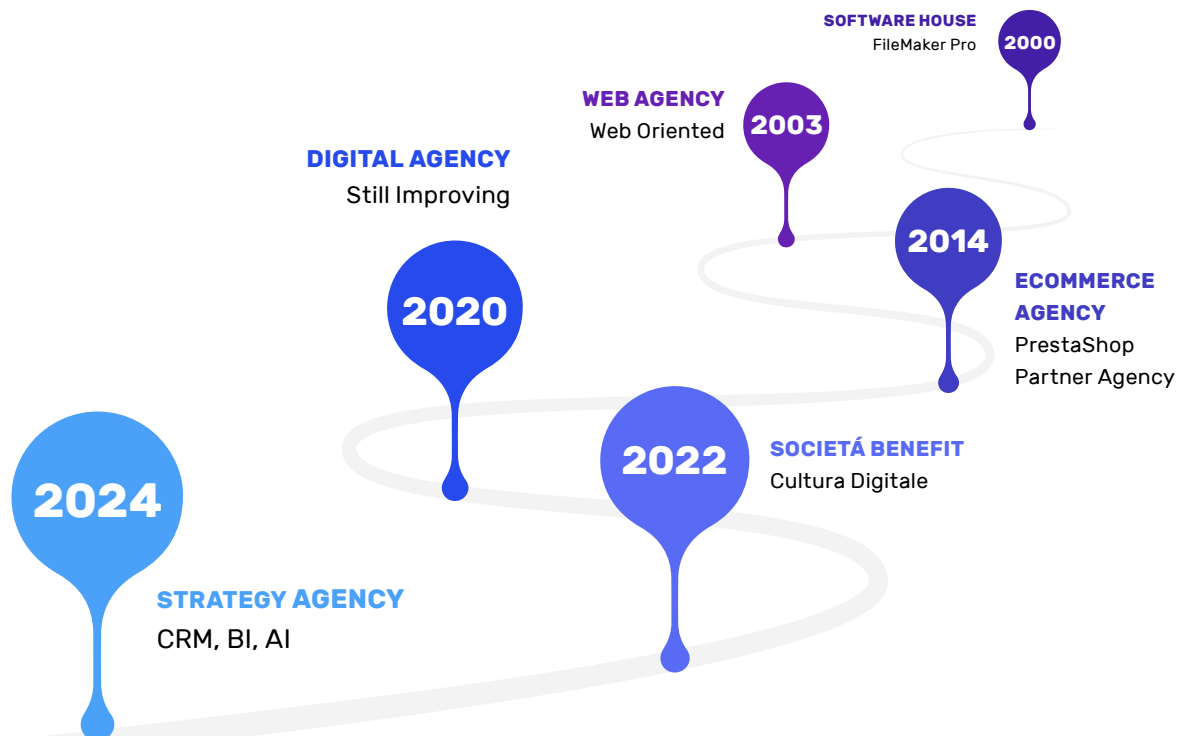 SOFTWARE HOUSE
FileMaker Pro
2000
WEB AGENCY
Web Oriented
2003
DIGITAL AGENCY
Still Improving
2014
ECOMMERCE
AGENCY
PrestaShop
Partner Agency
2020
2022
SOCIETÁ BENEFIT
Cultura Digitale
2024
STRATEGY AGENCY
CRM, BI, AI